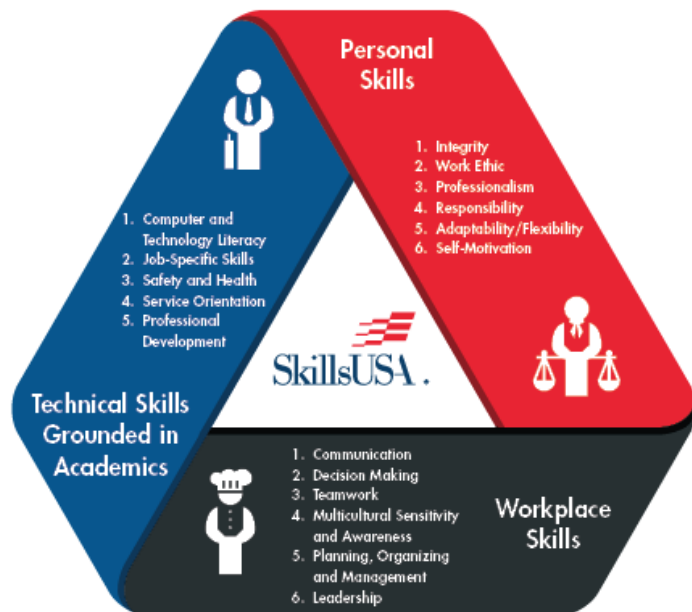 Personal
Skills
1. Integrity
2. Work Ethic
3. Professionalism
4. Responsibility
5. Adaptability/Flexibility
6. Self-Motivation
1. Computer and
Technology Literacy
2. Job-Specific Skills
3. Safety and Health
4. Service Orientation
5. Professional
Development
Technical Skills
Grounded in
Academics
SkillsUSA.
1. Communication
2. Decision Making
3. Teamwork
4. Multicultural Sensitivity
and Awareness
5. Planning, Organizing
and Management
6. Leadership
Workplace
Skills